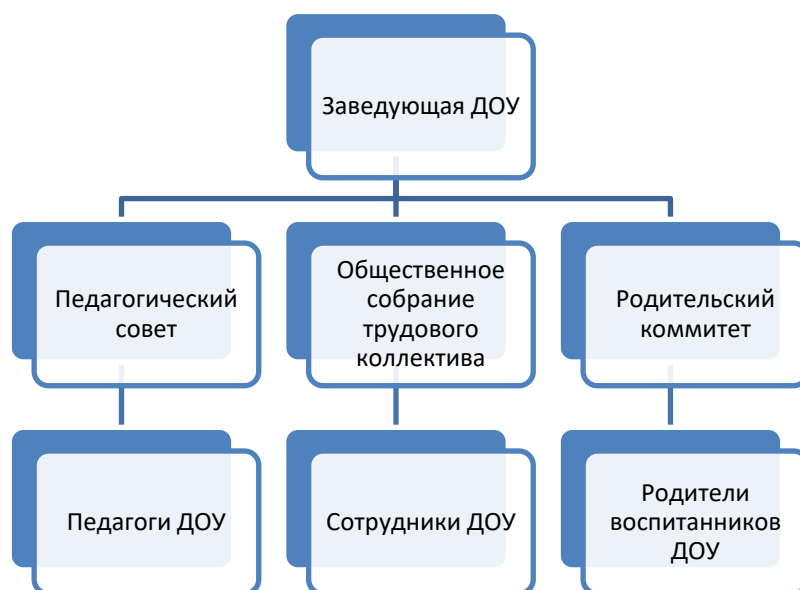 Заведующая ДОУ
Педагогический
совет
Общественное
собрание
трудового
коллектива
Родительский
коммитет
Педагоги ДОУ
Сотрудники ДОУ
Родители
воспитанников
ДОУ